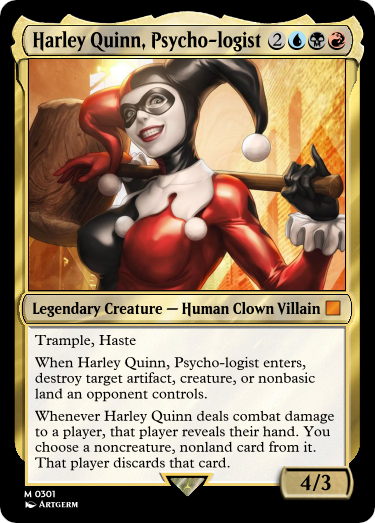 Harley Quinn, Psycho-logist 2
Legendary Creature — Human Clown Villain
Trample, Haste
When Harley Quinn, Psycho-logist enters,
destroy target artifact, creature, or nonbasic
land an opponent controls.
Whenever Harley Quinn deals combat damage
to a player, that player reveals their hand. You
choose a noncreature, nonland card from it.
That player discards that card.
4/3
M 0301
Artgerm